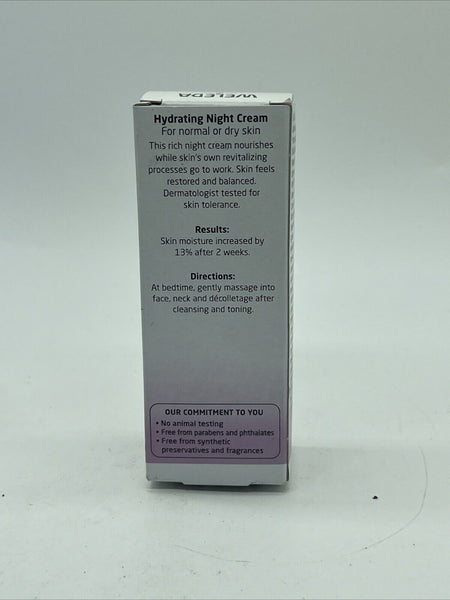 WELEDA
Hydrating Night Cream
For normal or dry skin
This rich night cream nourishes
while skin's own revitalizing
processes go to work. Skin feels
restored and balanced.
Dermatologist tested for
skin tolerance.
Results:
Skin moisture increased by
13% after 2 weeks.
Directions:
At bedtime, gently massage into
face, neck and décolletage after
cleansing and toning.
OUR COMMITMENT TO YOU
• No animal testing
• Free from parabens and phthalates
• Free from synthetic
preservatives and fragrances